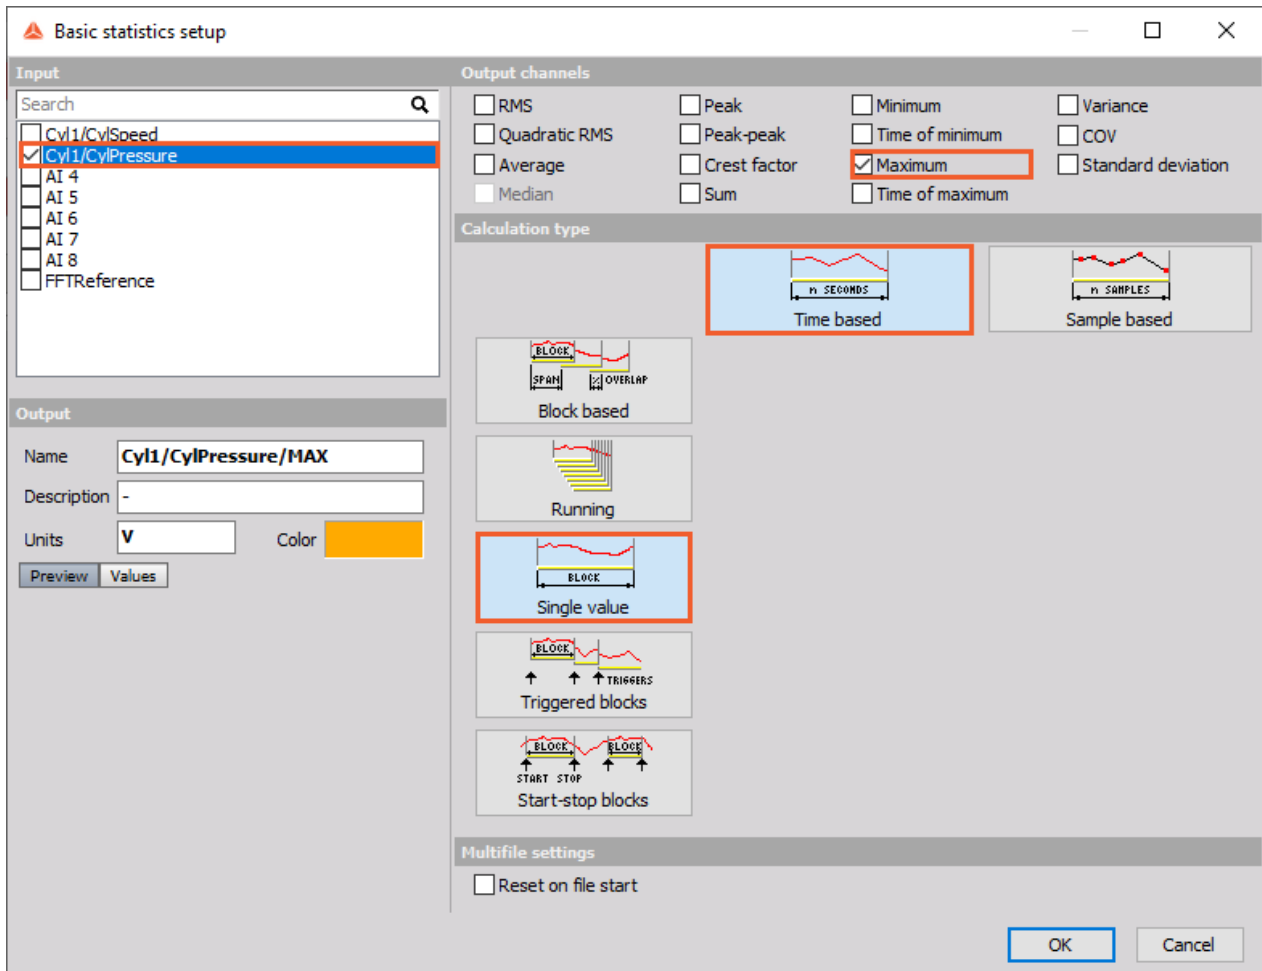 Basic statistics setup
Input
Search
Cyl1/CylSpeed
Cyl1/CylPressure
AI 4
AI 5
AI 6
AI 7
AI 8
FFTReference
Output
Name
Cyl1/CylPressure/MAX
Description
-
Units
V
Color
Preview
Values
Output channels
RMS
Peak
Minimum
Variance
Quadratic RMS
Peak-peak
Time of minimum
COV
Average
Crest factor
Maximum
Standard deviation
Median
Sum
Time of maximum
Calculation type
n SECONDS
Time based
n SAMPLES
Sample based
BLOCK
SPAN
% OVERLAP
Block based
Running
BLOCK
Single value
BLOCK
TRIGGERS
Triggered blocks
BLOCK BLOCK
START STOP
Start-stop blocks
Multifile settings
Reset on file start
OK
Cancel